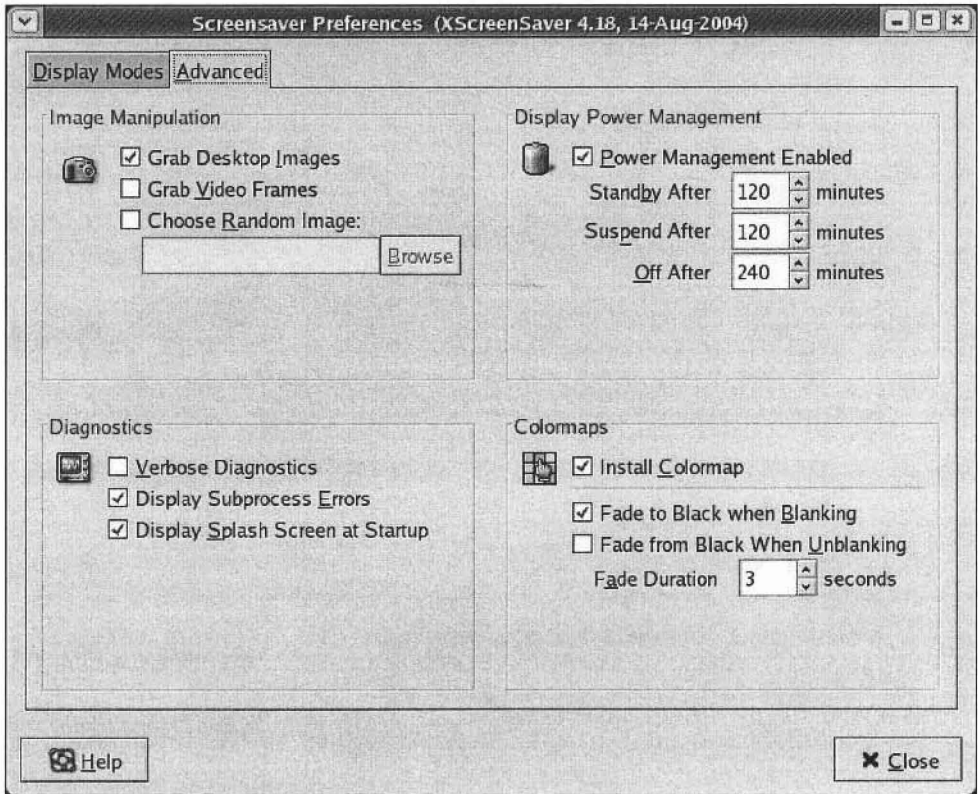 Screensaver Preferences (XScreenSaver 4.18, 14-Aug-2004)
Display Modes
Advanced
Image Manipulation
Grab Desktop Images
Grab Video Frames
Choose Random Image:
Browse
Display Power Management
Power Management Enabled
Standby After 120 minutes
Suspend After 120 minutes
Off After 240 minutes
Diagnostics
Verbose Diagnostics
Display Subprocess Errors
Display Splash Screen at Startup
Colormaps
Install Colormap
Fade to Black when Blanking
Fade from Black When Unblanking
Fade Duration 3 seconds
Help
Close